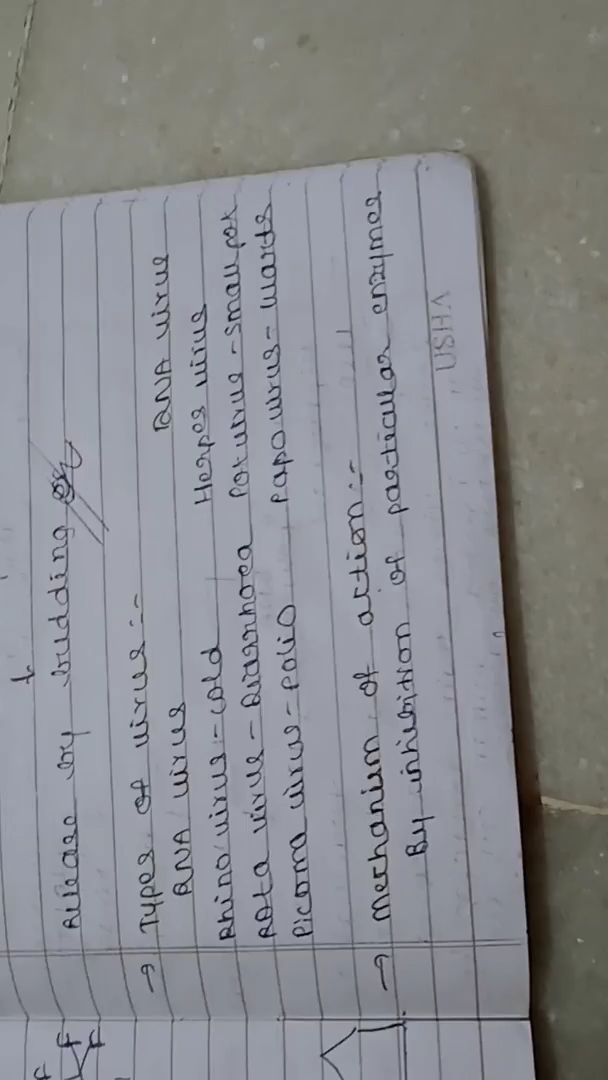 Release by budding
→ Types of virus :-
RNA virus RNA virus
Rhino virus - cold Herpes virus
Rota virus - Diarrhoea Pox virus - small pox
Picorna virus - Polio Papo virus - warts
→ Mechanism of action :-
By inhibition of particular enzymes
USHA
f
f
f